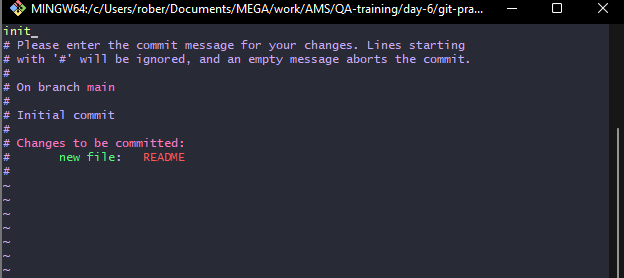 MINGW64:/c/Users/rober/Documents/MEGA/work/AMS/QA-training/day-6/git-pra...
init_
# Please enter the commit message for your changes. Lines starting
# with '#' will be ignored, and an empty message aborts the commit.
#
# On branch main
#
# Initial commit
#
# Changes to be committed:
#       new file:   README
#
~
~
~
~
~
~
~